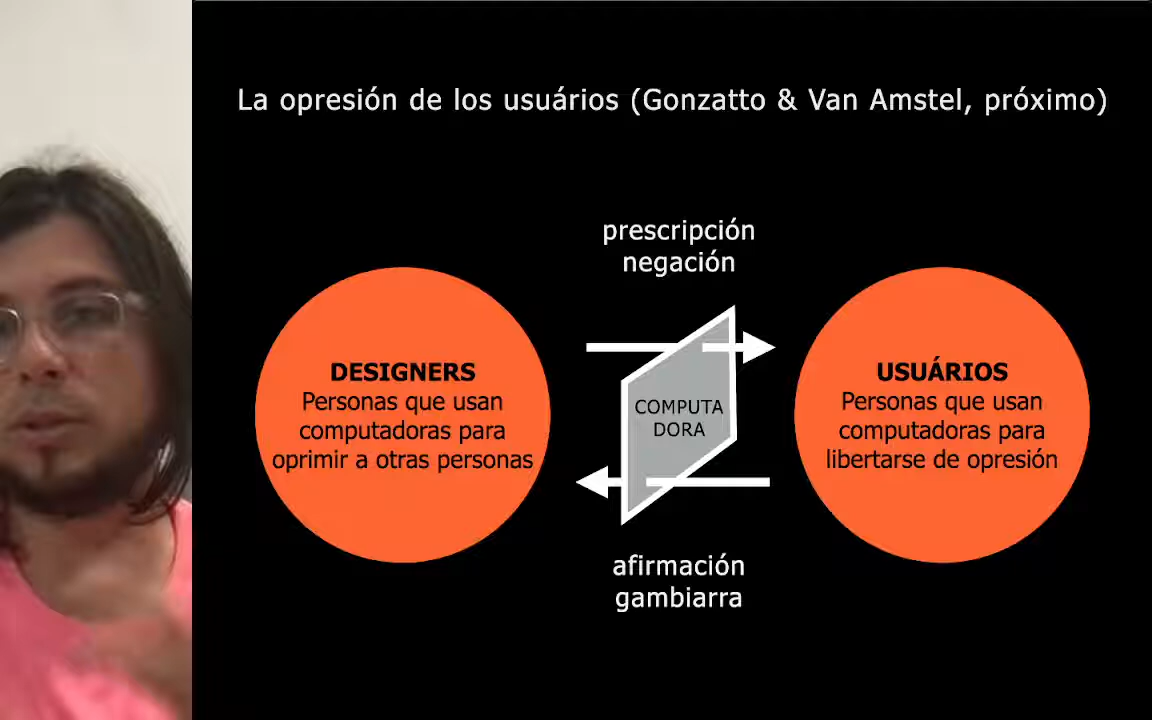 La opresión de los usuários (Gonzatto & Van Amstel, próximo)
prescripción
negación
DESIGNERS
Personas que usan
computadoras para
oprimir a otras personas
COMPUTA
DORA
USUÁRIOS
Personas que usan
computadoras para
libertarse de opresión
afirmación
gambiarra